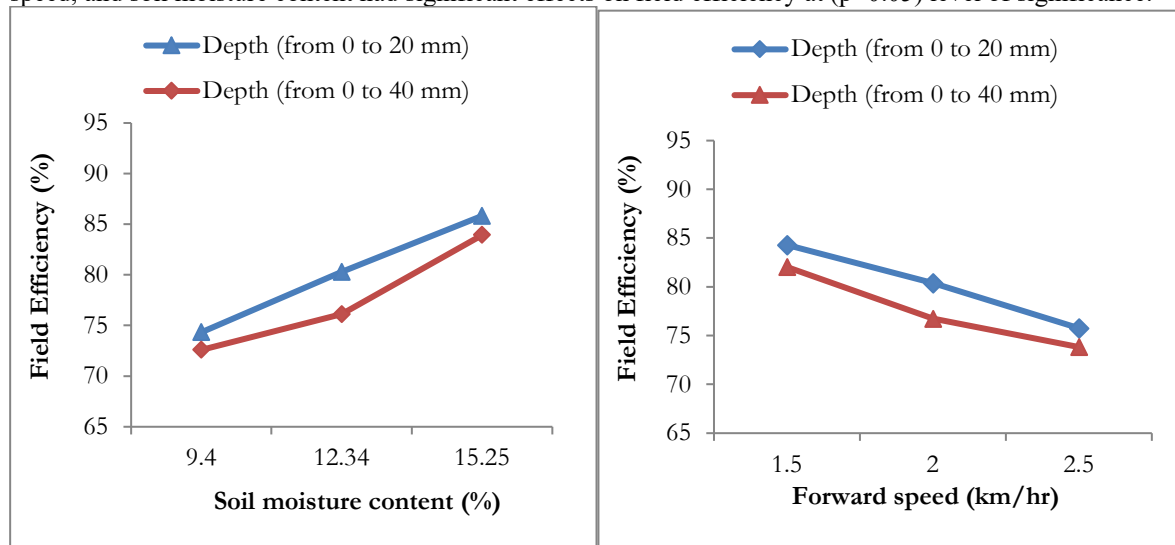 speed, and soil moisture content had significant effects on field efficiency at level of significance.
Depth (from 0 to 20 mm)
Depth (from 0 to 40 mm)
95
90
85
80
75
70
65
Field Efficiency (%)
9.4 12.34 15.25
Soil moisture content (%)
Depth (from 0 to 20 mm)
Depth (from 0 to 40 mm)
95
90
85
80
75
70
65
Field Efficiency (%)
1.5 2 2.5
Forward speed (km/hr)